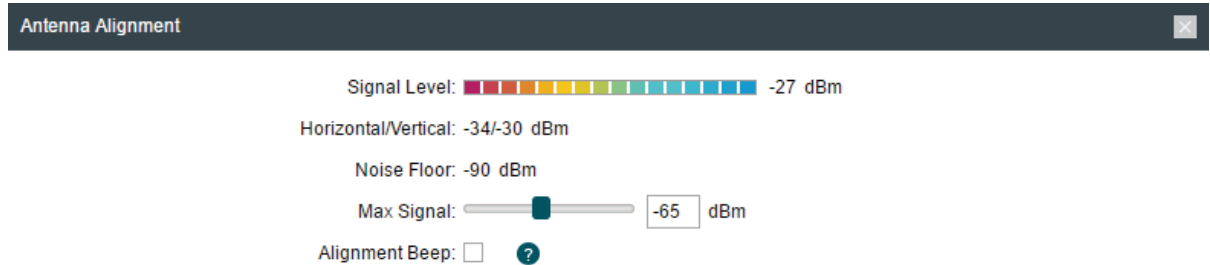 Antenna Alignment
Signal Level: -27 dBm
Horizontal/Vertical: -34/-30 dBm
Noise Floor: -90 dBm
Max Signal: -65 dBm
Alignment Beep: ?